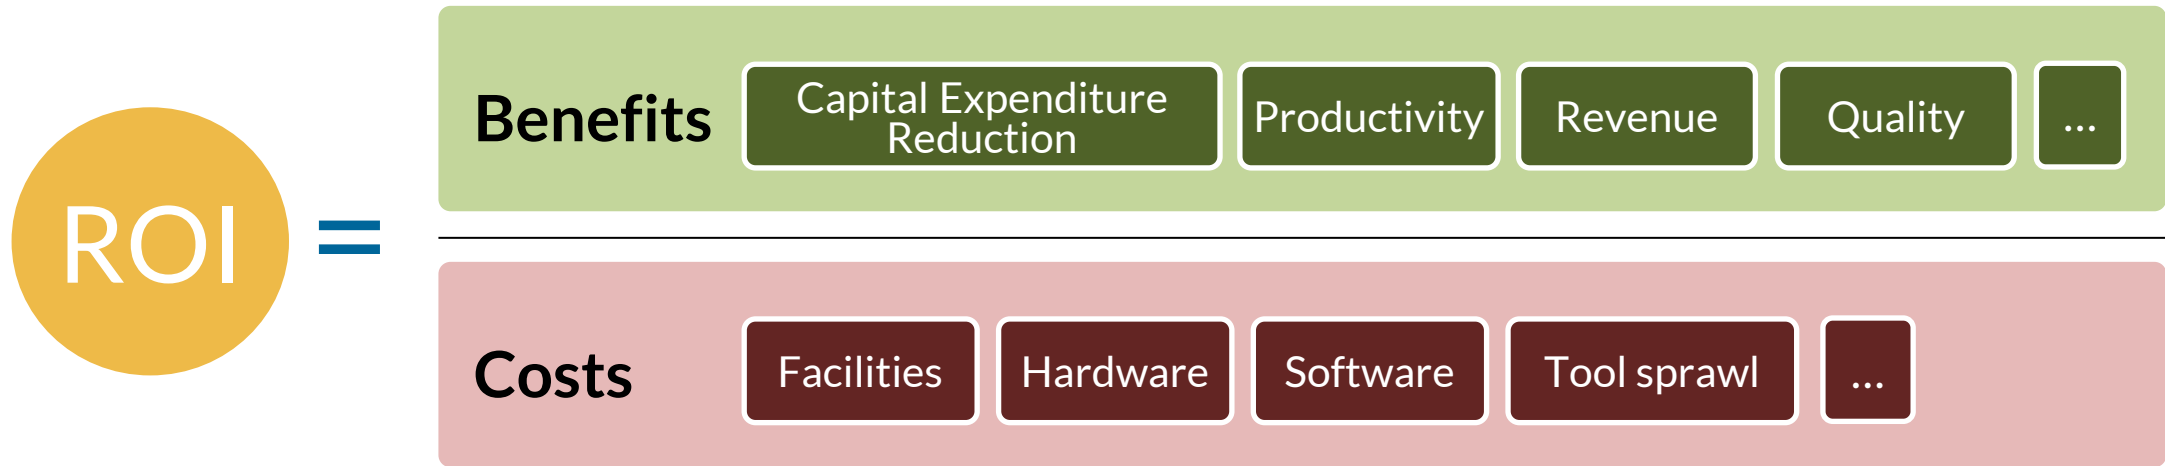 ROI
=
Benefits
Capital Expenditure
Reduction
Productivity
Revenue
Quality
...
Costs
Facilities
Hardware
Software
Tool sprawl
...